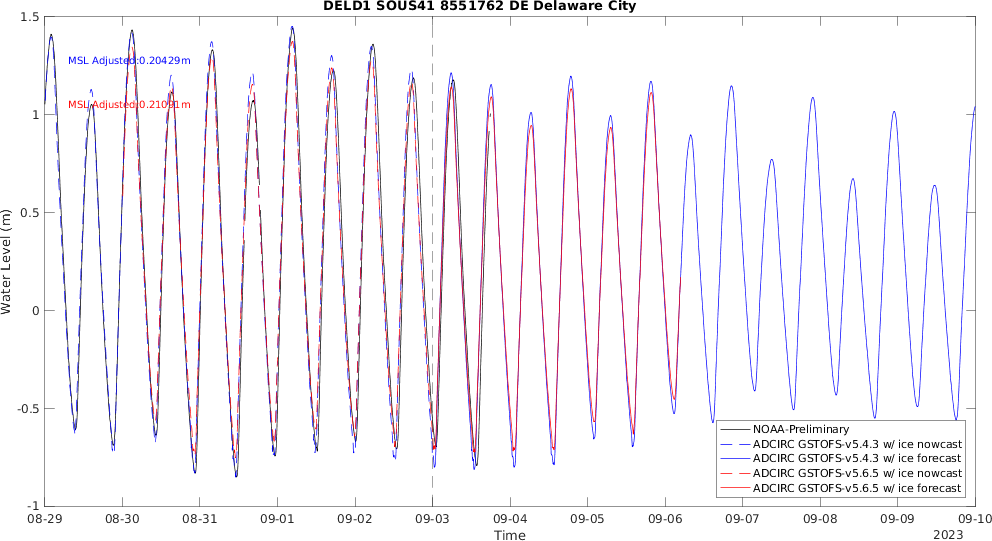 DELD1 SOUS41 8551762 DE Delaware City
1.5
MSL Adjusted:0.20429m
MSL Adjusted:0.21091m
1
0.5
Water Level (m)
0
-0.5
-1
NOAA-Preliminary
ADCIRC GSTOFS-v5.4.3 w/ ice nowcast
ADCIRC GSTOFS-v5.4.3 w/ ice forecast
ADCIRC GSTOFS-v5.6.5 w/ ice nowcast
ADCIRC GSTOFS-v5.6.5 w/ ice forecast
08-29 08-30 08-31 09-01 09-02 09-03 09-04 09-05 09-06 09-07 09-08 09-09 09-10
Time
2023